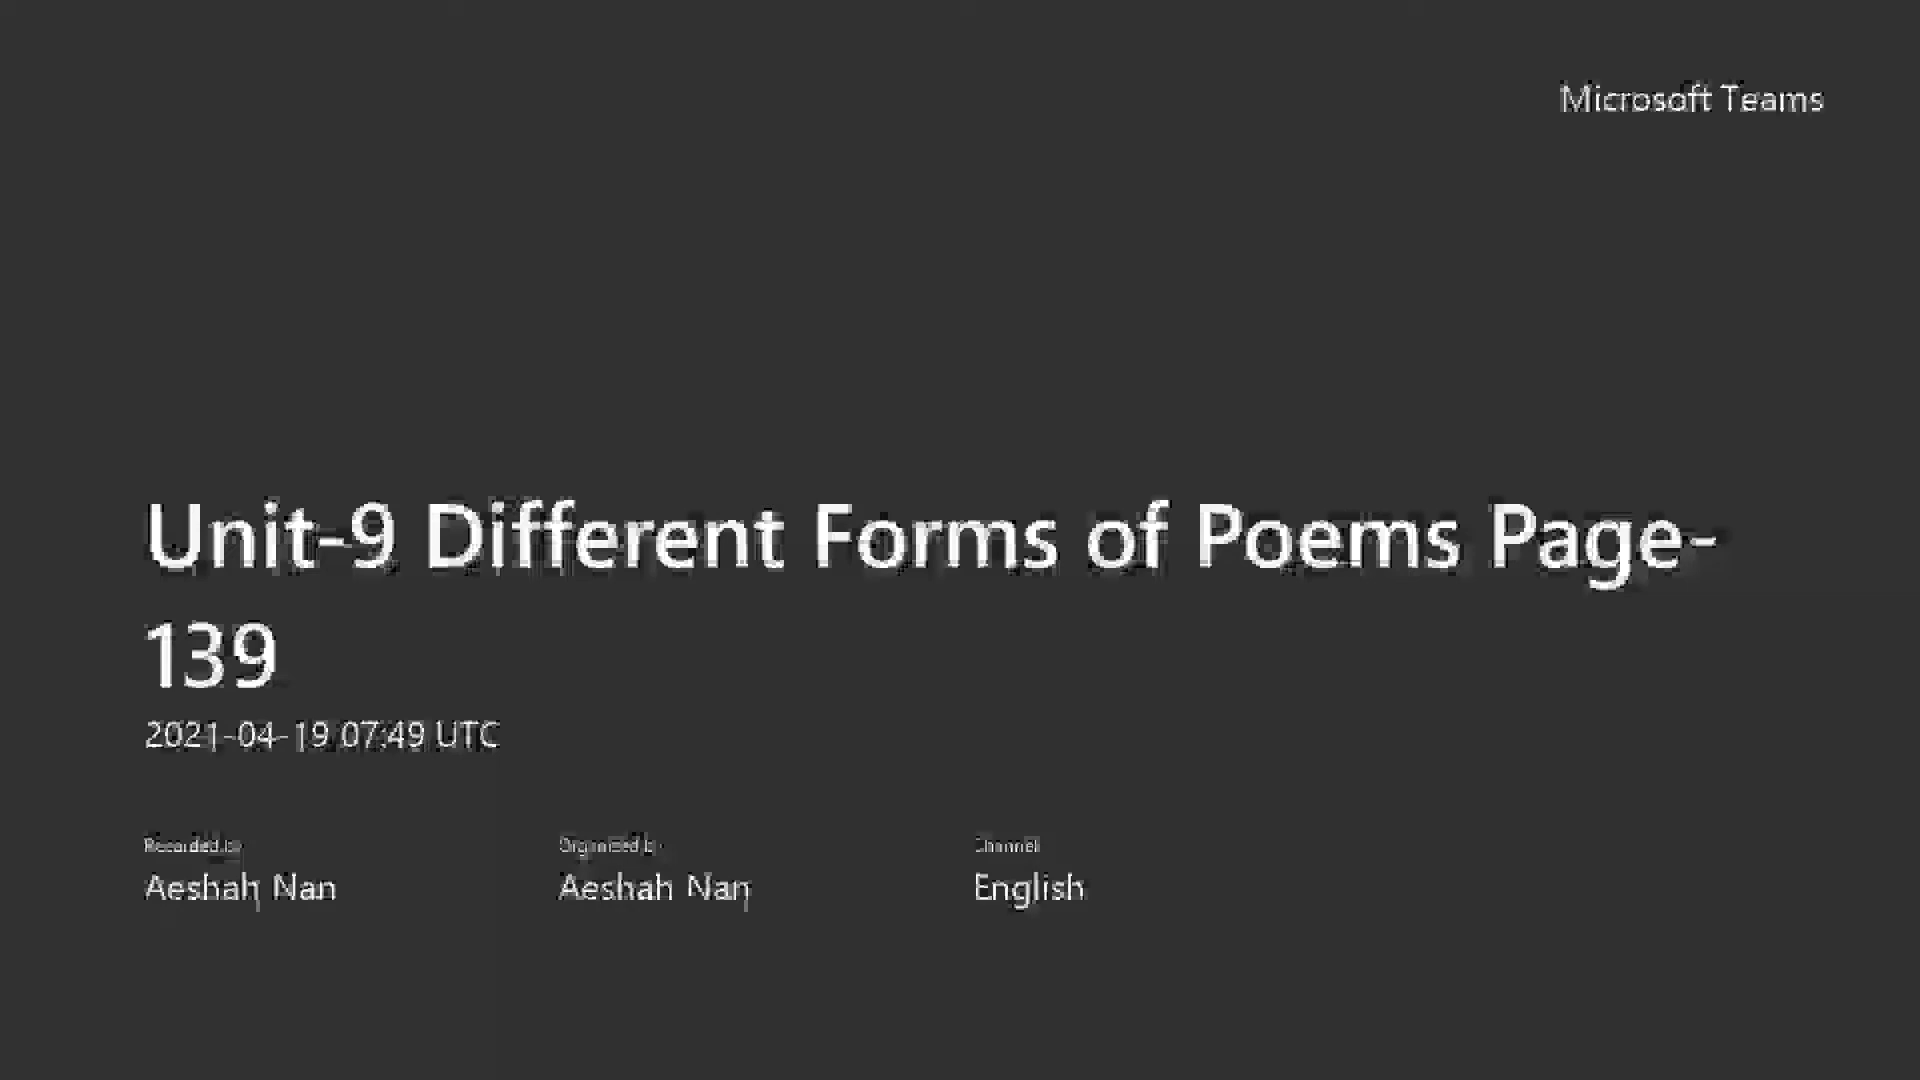 Microsoft Teams
Unit-9 Different Forms of Poems Page-
139
2021-04-19 07:49 UTC
Recorded by Organized by Channel
Aeshah Nan Aeshah Nan English